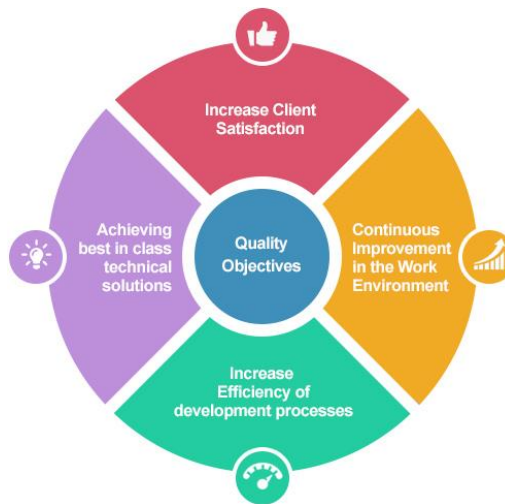 Increase Client
Satisfaction
Achieving
best in class
technical
solutions
Quality
Objectives
Continuous
Improvement
in the Work
Environment
Increase
Efficiency of
development processes